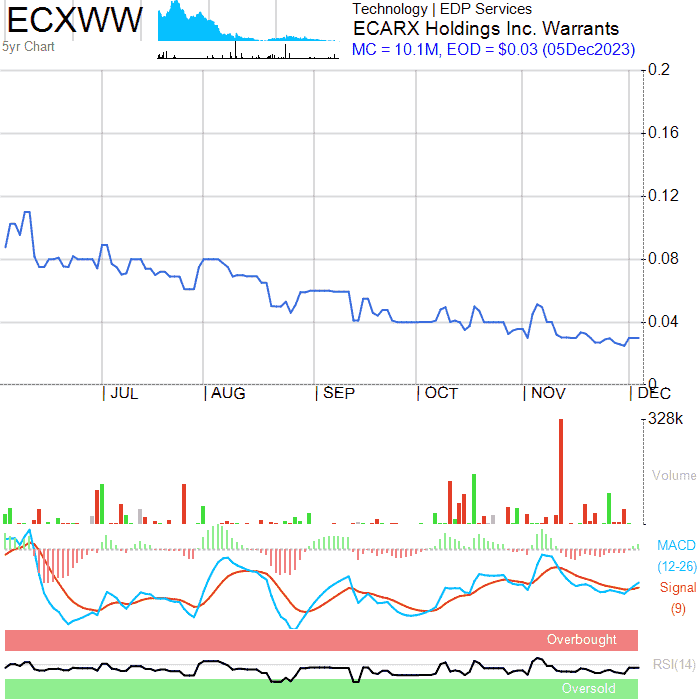 ECXWW
5yr Chart
Technology | EDP Services
ECARX Holdings Inc. Warrants
MC = 10.1M, EOD = $0.03 (05Dec2023)
0.2
0.16
0.12
0.08
0.04
0
| JUL | AUG | SEP | OCT | NOV | DEC
328k
Volume
MACD
(12-26)
Signal
(9)
Overbought
RSI(14)
Oversold